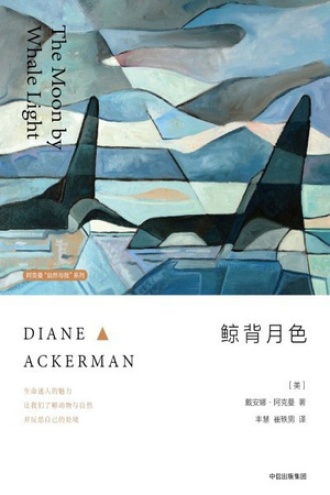 The Moon by
Whale Light
阿克曼“自然与我”系列
DIANE
ACKERMAN
鲸背月色
[美]
戴安娜·阿克曼 著
丰慧 崔轶男 译
生命迷人的魅力
让我们了解动物与自然
并反思自己的处境
中信出版集团